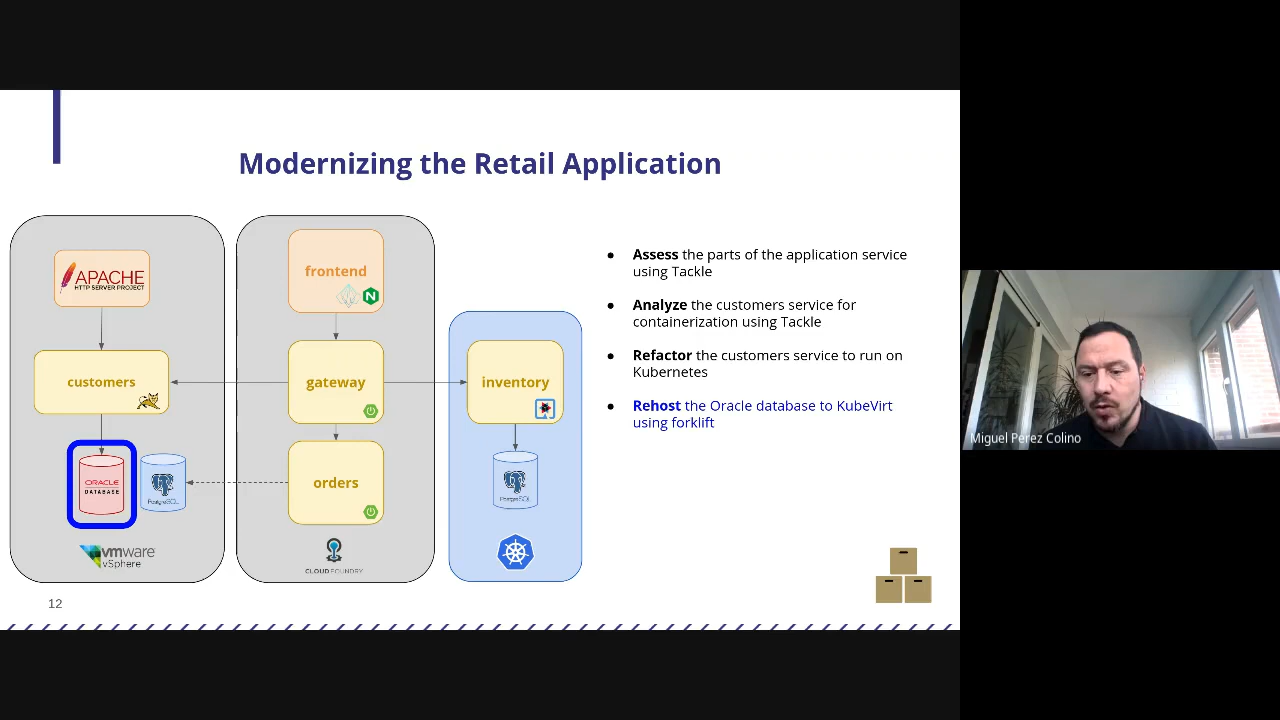 Modernizing the Retail Application
APACHE
HTTP SERVER PROJECT
customers
ORACLE
DATABASE
PostgreSQL
vmware
vSphere
frontend
N
gateway
orders
CLOUD FOUNDRY
inventory
PostgreSQL
● Assess the parts of the application service
using Tackle
● Analyze the customers service for
containerization using Tackle
● Refactor the customers service to run on
Kubernetes
● Rehost the Oracle database to KubeVirt
using forklift
12
Miguel Pérez Colino